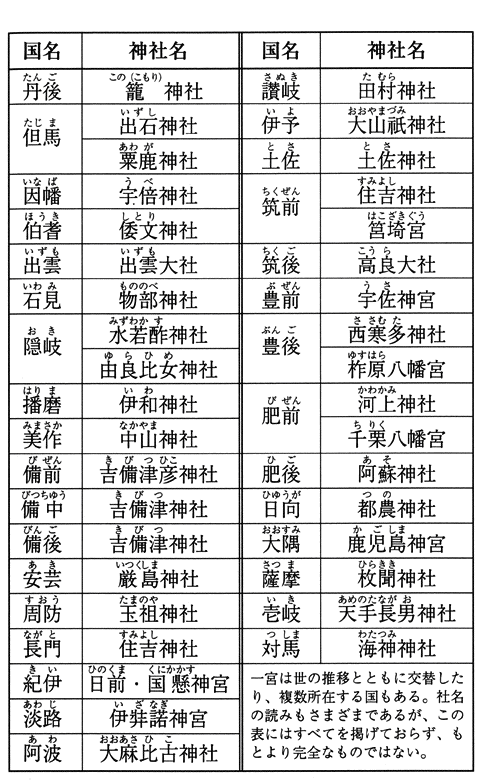 国名 神社名
たんご この(こもり)
丹後 籠神社
たじま いずし
但馬 出石神社
あわが
粟鹿神社
いなば うべ
因幡 宇倍神社
ほうき しとり
伯耆 倭文神社
いずも いずも
出雲 出雲大社
いわみ もののべ
石見 物部神社
おき みずわかす
隠岐 水若酢神社
ゆらひめ
由良比女神社
はりま いわ
播磨 伊和神社
みまさか なかやま
美作 中山神社
びぜん きびつひこ
備前 吉備津彦神社
びつちゆう きびつ
備中 吉備津神社
びんご きびつ
備後 吉備津神社
あき いつくしま
安芸 厳島神社
すおう たまのや
周防 玉祖神社
ながと すみよし
長門 住吉神社
きい ひのくま くにかかす
紀伊 日前・国懸神宮
あわじ いざなぎ
淡路 伊弉諾神宮
あわ おおあさひこ
阿波 大麻比古神社
国名 神社名
さぬき たむら
讃岐 田村神社
いよ おおやまづみ
伊予 大山祇神社
とさ とさ
土佐 土佐神社
ちくぜん すみよし
筑前 住吉神社
はこざきぐう
筥埼宮
ちくご こうら
筑後 高良大社
ぶぜん うさ
豊前 宇佐神宮
ぶんご ささむた
豊後 西寒多神社
ゆすはら
柞原八幡宮
びぜん かわかみ
肥前 河上神社
ちりく
千栗八幡宮
ひご あそ
肥後 阿蘇神社
ひゆうが つの
日向 都農神社
おおすみ かごしま
大隅 鹿児島神宮
さつま ひらきき
薩摩 枚聞神社
いき あめのたながお
壱岐 天手長男神社
つしま わたつみ
対馬 海神神社
一宮は世の推移とともに交替した
り、複数所在する国もある。社名
の読みもさまざまであるが、この
表にはすべてを掲げておらず、も
とより完全なものではない。